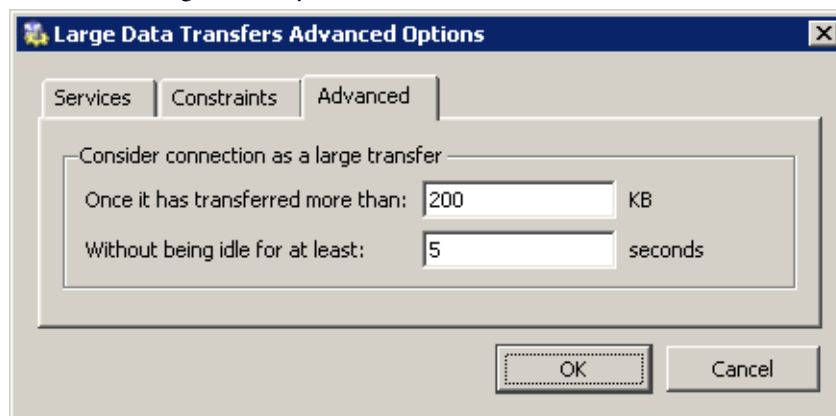 Large Data Transfers Advanced Options
Services Constraints Advanced
Consider connection as a large transfer
Once it has transferred more than: 200 KB
Without being idle for at least: 5 seconds
OK Cancel